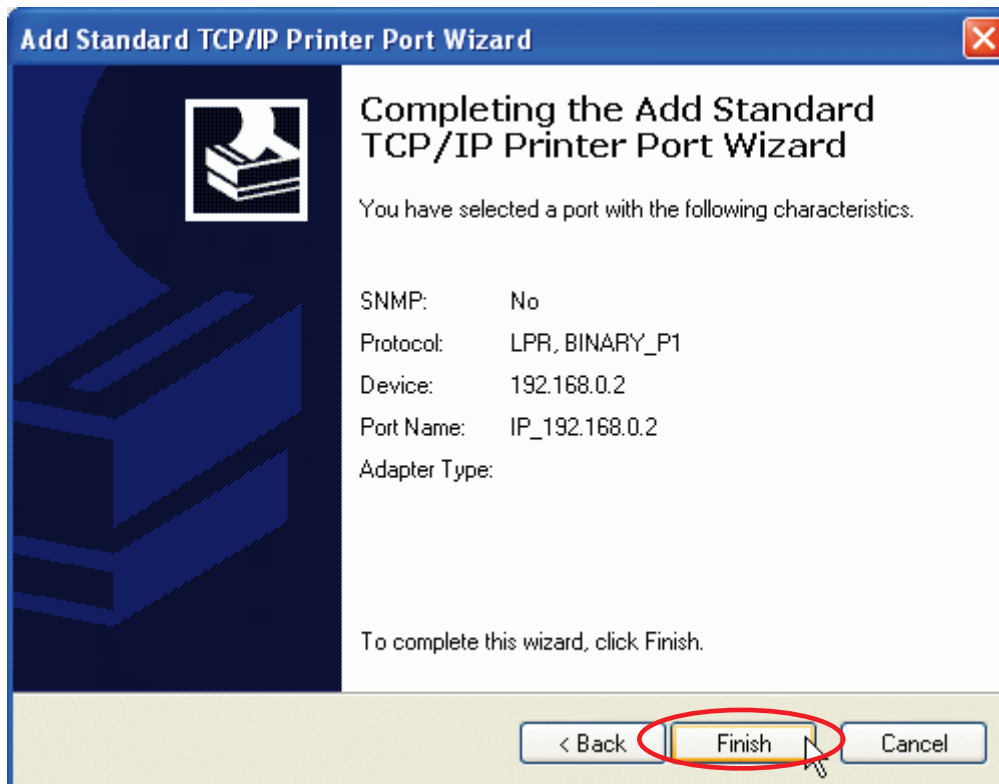 Add Standard TCP/IP Printer Port Wizard
Completing the Add Standard
TCP/IP Printer Port Wizard
You have selected a port with the following characteristics.
SNMP: No
Protocol: LPR, BINARY_P1
Device: 192.168.0.2
Port Name: IP_192.168.0.2
Adapter Type:
To complete this wizard, click Finish.
< Back Finish Cancel